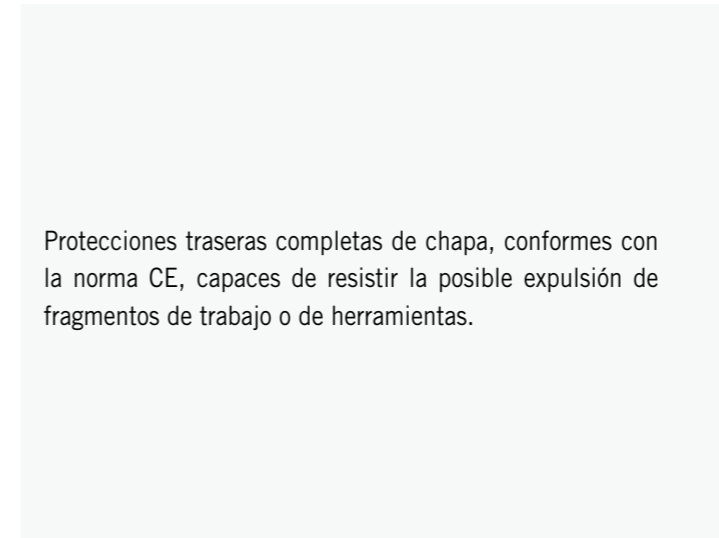 Protecciones traseras completas de chapa, conformes con
la norma CE, capaces de resistir la posible expulsión de
fragmentos de trabajo o de herramientas.